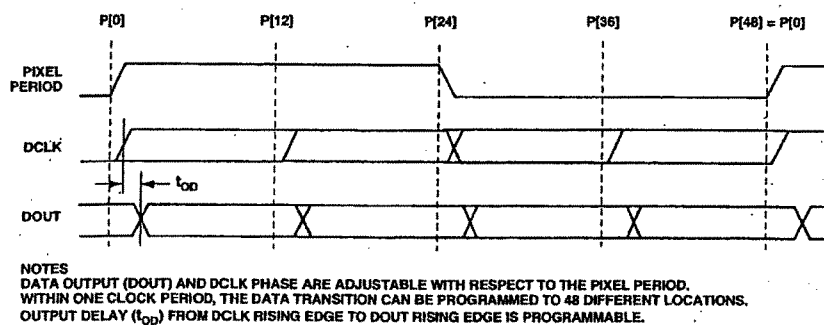 P[0] P[12] P[24] P[36] P[48] = P[0]
PIXEL
PERIOD
DCLK
tOD
DOUT
NOTES
DATA OUTPUT (DOUT) AND DCLK PHASE ARE ADJUSTABLE WITH RESPECT TO THE PIXEL PERIOD.
WITHIN ONE CLOCK PERIOD, THE DATA TRANSITION CAN BE PROGRAMMED TO 48 DIFFERENT LOCATIONS.
OUTPUT DELAY (tOD) FROM DCLK RISING EDGE TO DOUT RISING EDGE IS PROGRAMMABLE.